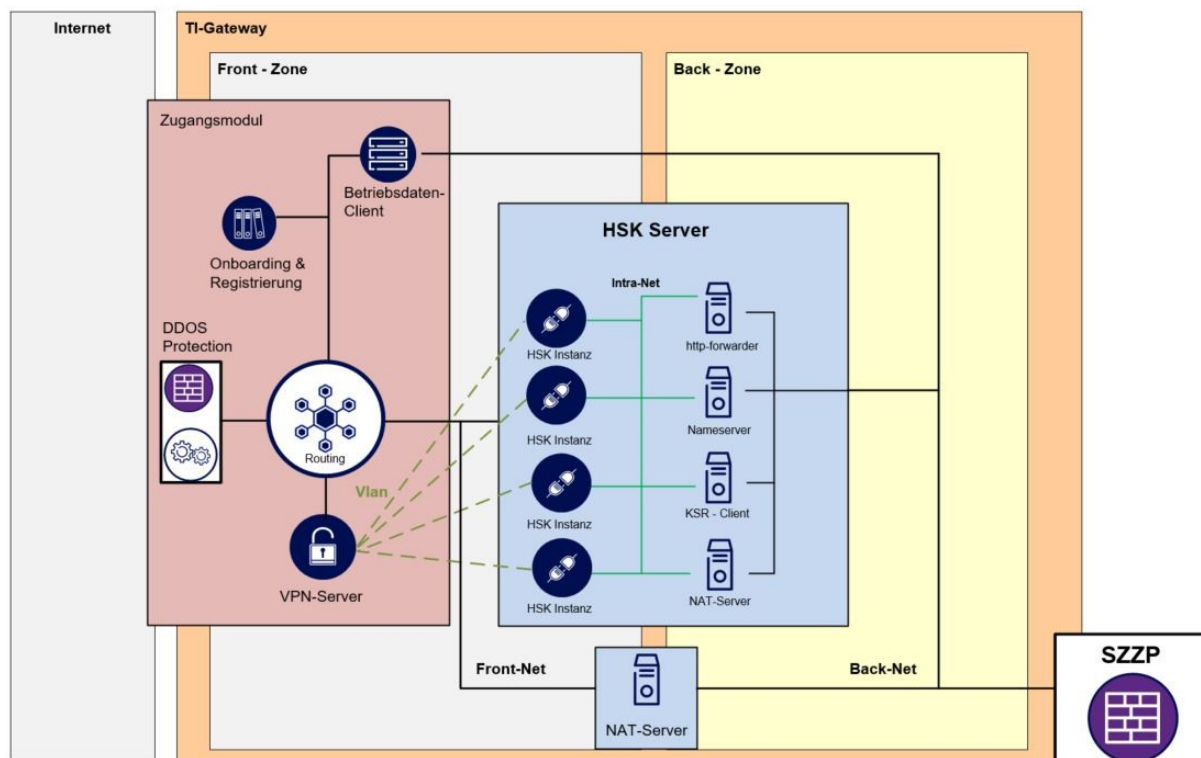 Internet
TI-Gateway
Front - Zone
Back - Zone
Zugangsmodul
Betriebsdaten-
Client
Onboarding &
Registrierung
DDOS
Protection
Routing
Vlan
VPN-Server
HSK Server
Intra-Net
HSK Instanz
http-forwarder
HSK Instanz
Nameserver
HSK Instanz
KSR - Client
HSK Instanz
NAT-Server
Front-Net
Back-Net
NAT-Server
SZZP